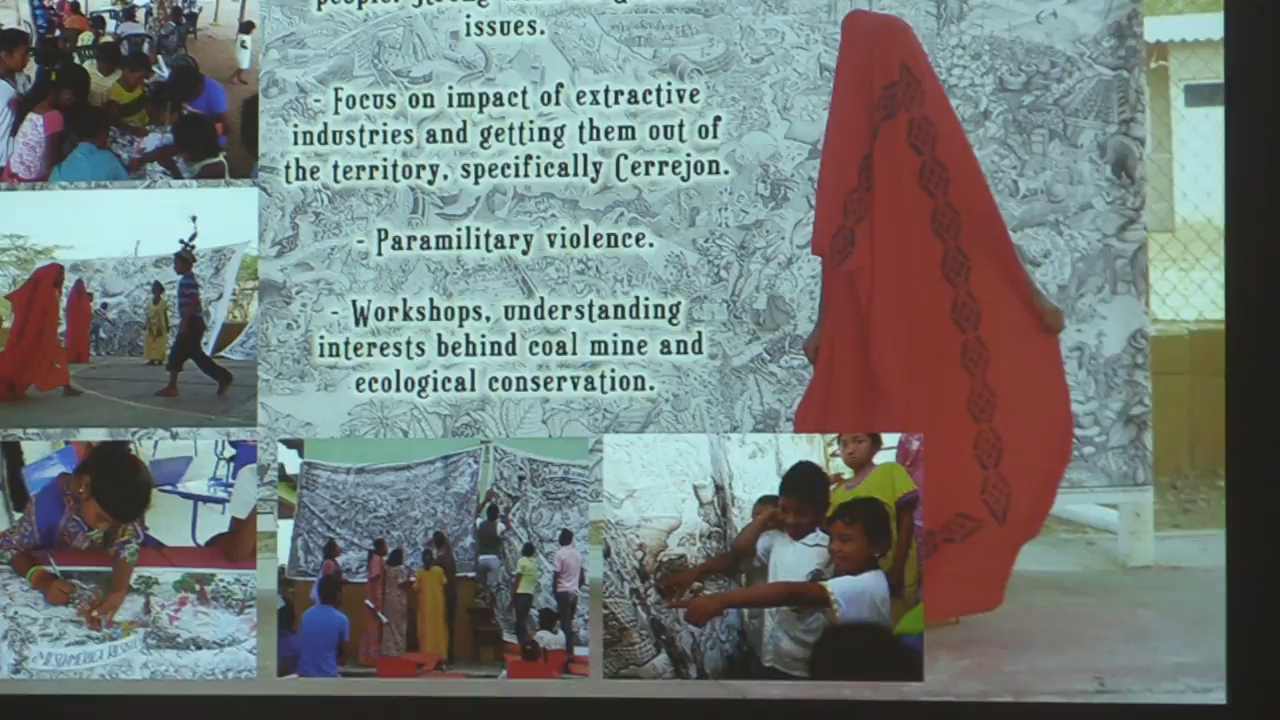 issues.
- Focus on impact of extractive
industries and getting them out of
the territory, specifically Cerrejon.
- Paramilitary violence.
- Workshops, understanding
interests behind coal mine and
ecological conservation.